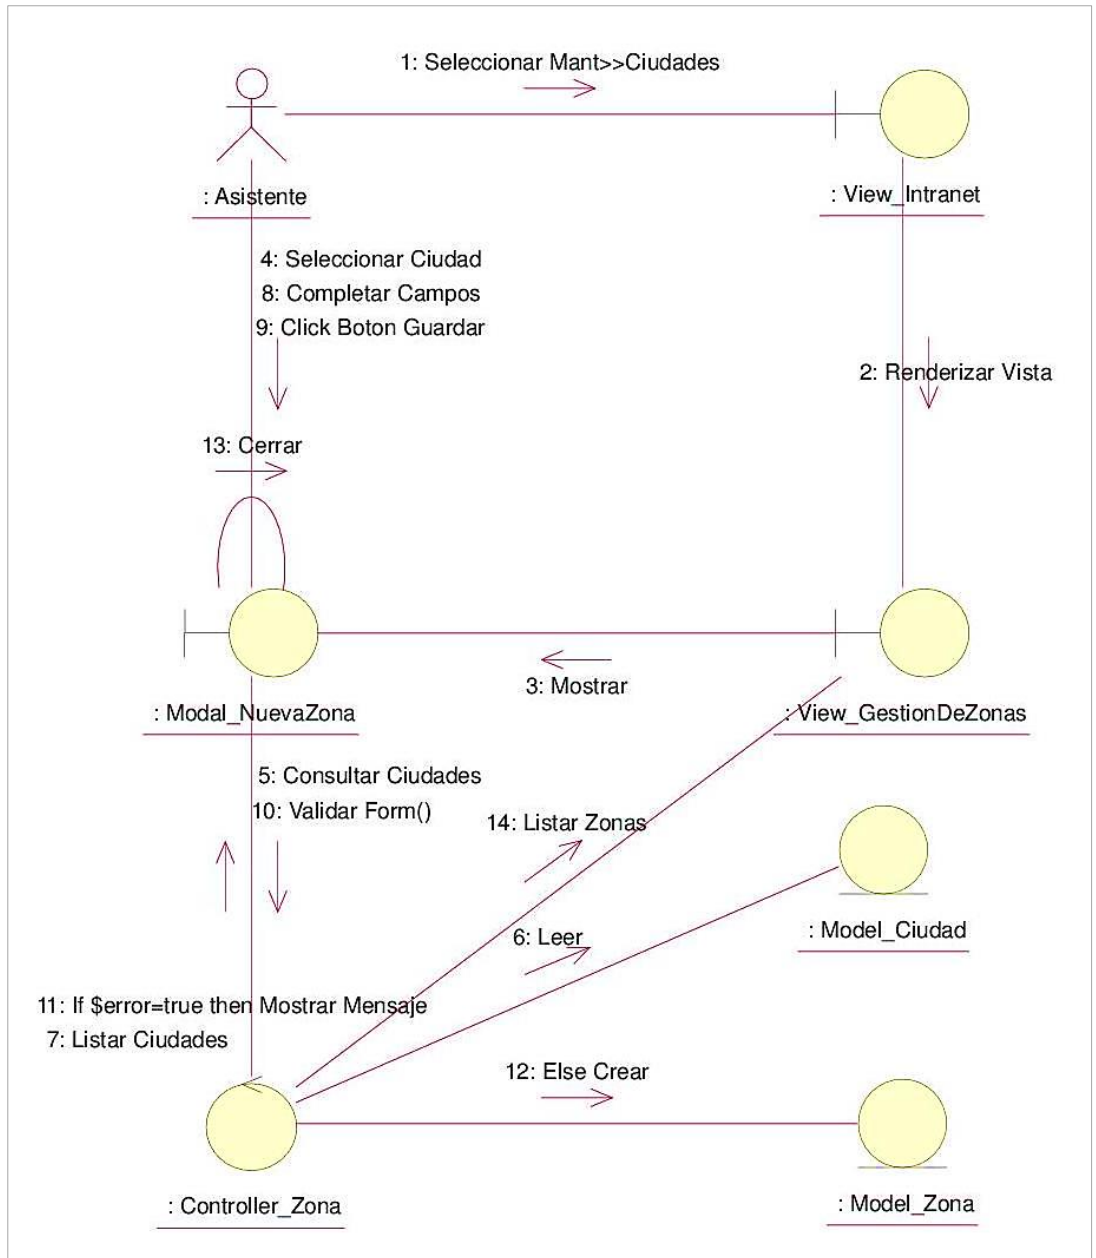 1: Seleccionar Mant>>Ciudades
: Asistente
: View_Intranet
4: Seleccionar Ciudad
8: Completar Campos
9: Click Boton Guardar
2: Renderizar Vista
13: Cerrar
3: Mostrar
: Modal_NuevaZona
: View_GestionDeZonas
5: Consultar Ciudades
10: Validar Form()
14: Listar Zonas
6: Leer
: Model_Ciudad
11: If $error=true then Mostrar Mensaje
7: Listar Ciudades
12: Else Crear
: Controller_Zona
: Model_Zona